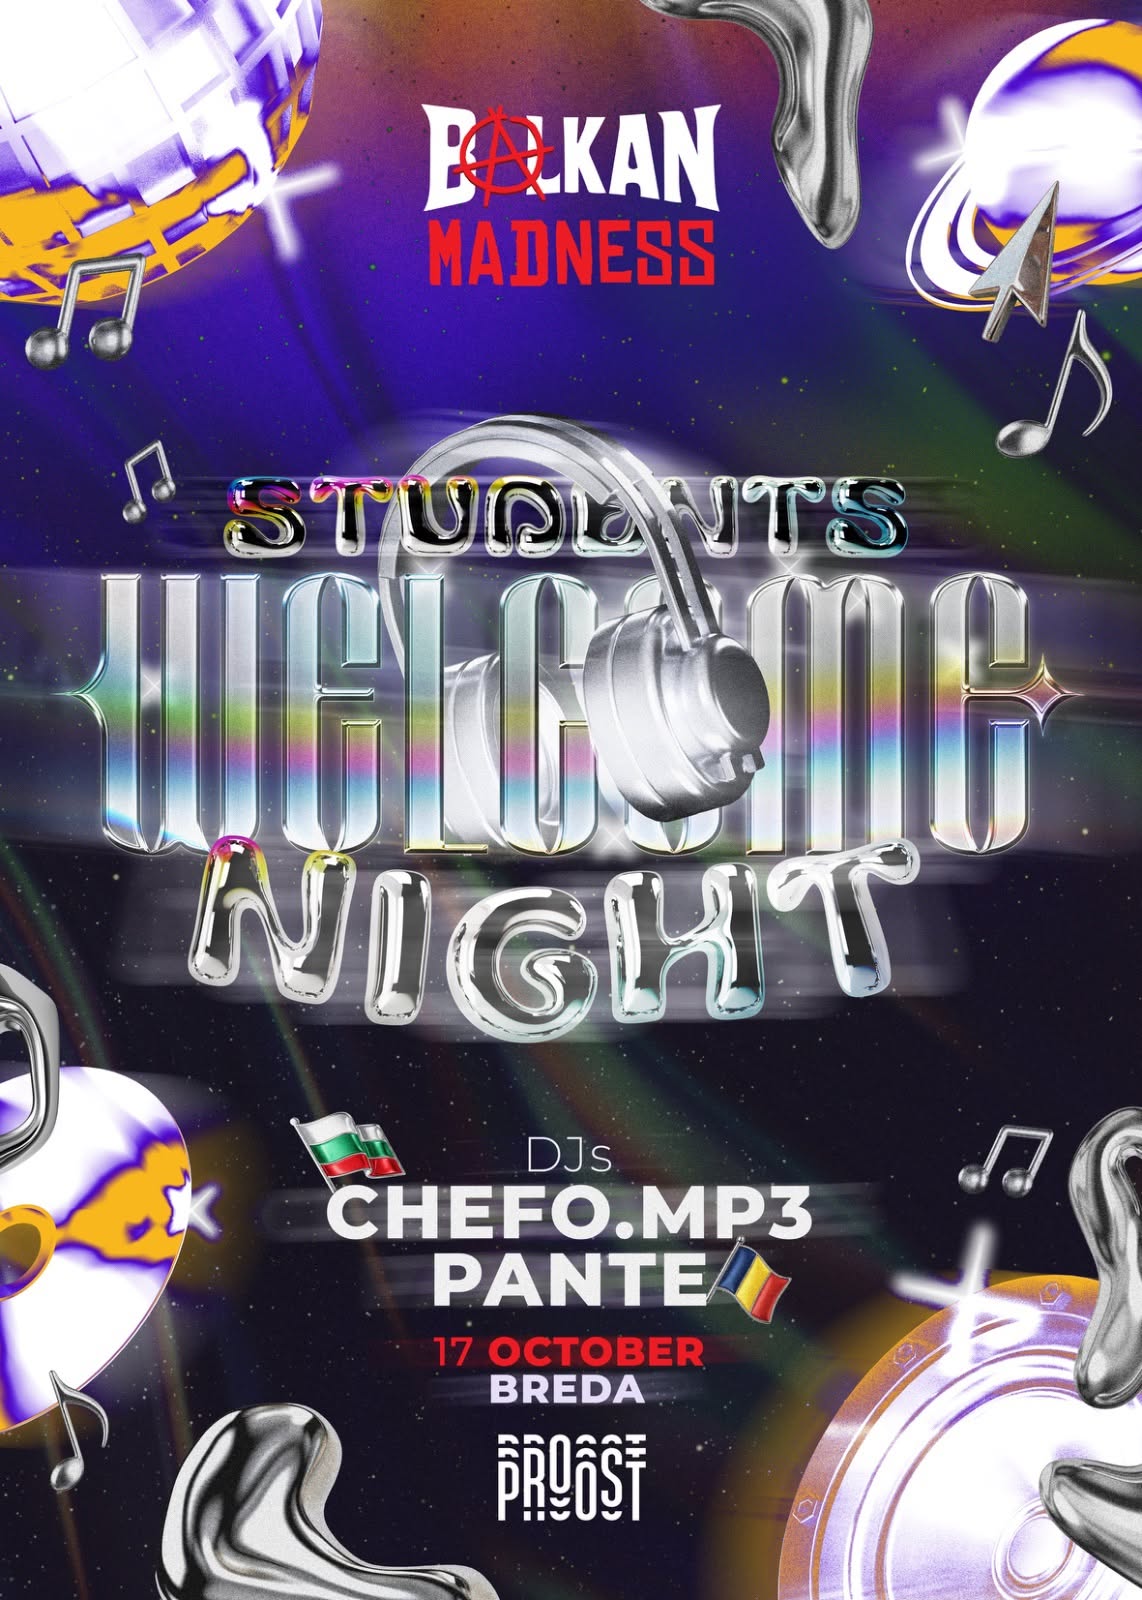 BALKAN
MADNESS
STUDENTS
WELCOME
NIGHT
DJs
CHEFO.MP3
PANTE
17 OCTOBER
BREDA
PROOST